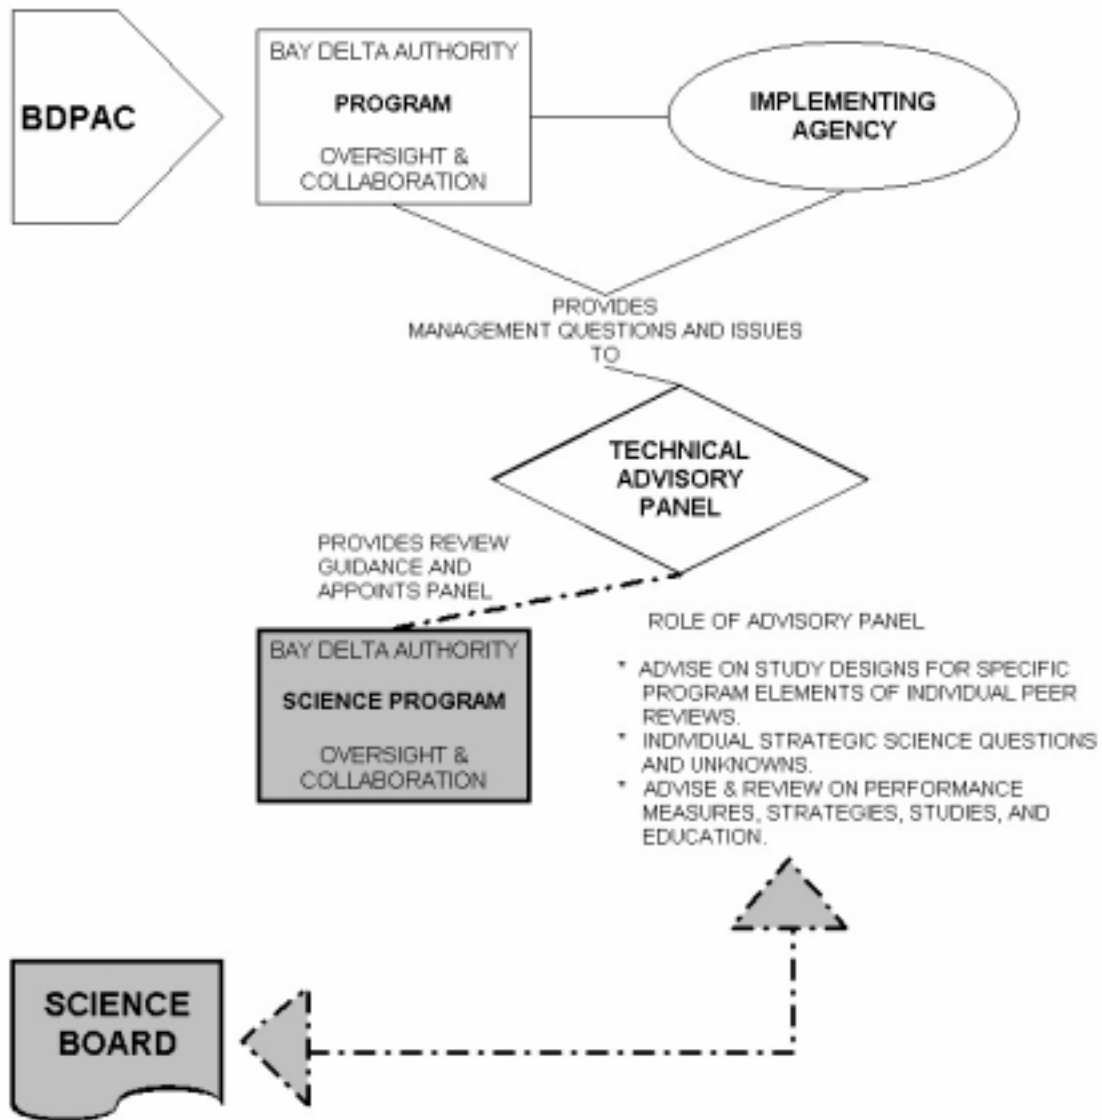 BDPAC
BAY DELTA AUTHORITY
PROGRAM
OVERSIGHT &
COLLABORATION
IMPLEMENTING
AGENCY
PROVIDES
MANAGEMENT QUESTIONS AND ISSUES
TO
TECHNICAL
ADVISORY
PANEL
PROVIDES REVIEW
GUIDANCE AND
APPOINTS PANEL
BAY DELTA AUTHORITY
SCIENCE PROGRAM
OVERSIGHT &
COLLABORATION
ROLE OF ADVISORY PANEL
* ADVISE ON STUDY DESIGNS FOR SPECIFIC
PROGRAM ELEMENTS OF INDIVIDUAL PEER
REVIEWS.
* INDIVIDUAL STRATEGIC SCIENCE QUESTIONS
AND UNKNOWNS.
* ADVISE & REVIEW ON PERFORMANCE
MEASURES, STRATEGIES, STUDIES, AND
EDUCATION.
SCIENCE
BOARD